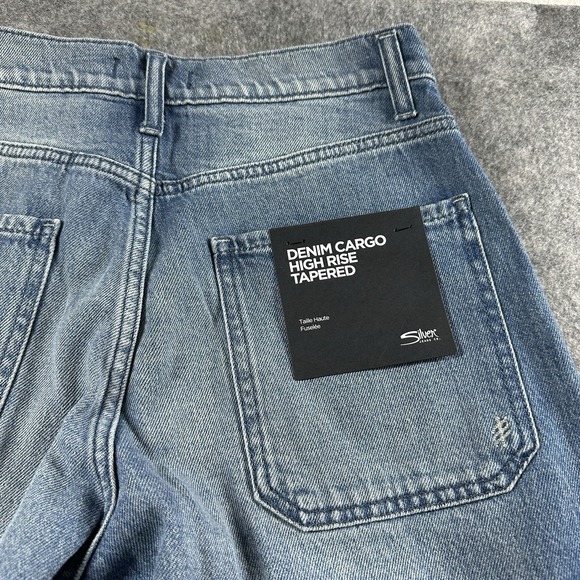 DENIM CARGO
HIGH RISE
TAPERED
Taille Haute
Fuselée
Silver
JEANS CO.